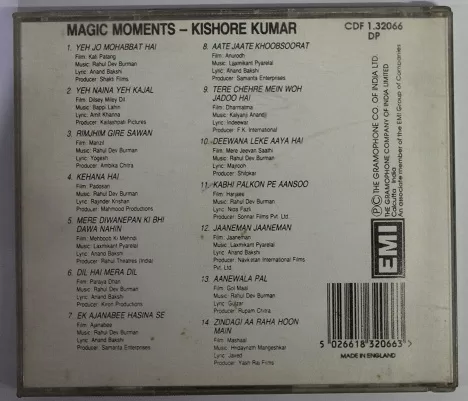 MAGIC MOMENTS – KISHORE KUMAR
CDF 1.32066
DP
1. YEH JO MOHABBAT HAI
Film: Kati Patang
Music: Rahul Dev Burman
Lyric: Anand Bakshi
Producer: Shakti Films
2. YEH NAINA YEH KAJAL
Film: Dilsey Miley Dil
Music: Bappi Lahiri
Lyric: Amit Khanna
Producer: Kailashpati Pictures
3. RIMJHIM GIRE SAWAN
Film: Manzil
Music: Rahul Dev Burman
Lyric: Yogesh
Producer: Ambika Chitra
4. KEHANA HAI
Film: Padosan
Music: Rahul Dev Burman
Lyric: Rajinder Krishan
Producer: Mahmood Productions
5. MERE DIWANEPAN KI BHI
DAWA NAHIN
Film: Mehboob Ki Mehndi
Music: Laxmikant Pyarelal
Lyric: Anand Bakshi
Producer: Rahul Theatres (India)
6. DIL HAI MERA DIL
Film: Paraya Dhan
Music: Rahul Dev Burman
Lyric: Anand Bakshi
Producer: Kiron Productions
7. EK AJANABEE HASINA SE
Film: Ajanabee
Music: Rahul Dev Burman
Lyric: Anand Bakshi
Producer: Samanta Enterprises.
8. AATE JAATE KHOOBSOORAT
Film: Anurodh
Music: Laxmikant Pyarelal
Lyric: Anand Bakshi
Producer: Samanta Enterprises
9. TERE CHEHRE MEIN WOH
JADOO HAI
Film: Dharmatma
Music: Kalyanji Anandji
Lyric: Indeewar
Producer: F.K. International
10. DEEWANA LEKE AAYA HAI
Film: Mere Jeevan Saathi
Music: Rahul Dev Burman
Lyric: Majrooh
Producer: Shilpkar
11. KABHI PALKON PE AANSOO
Film: Harjaee
Music: Rahul Dev Burman
Lyric: Nida Fazli
Producer: Films Pvt. Ltd.
12. JAANEMAN JAANEMAN
Film: Jaaneman
Music: Laxmikant Pyarelal
Lyric: Anand Bakshi
Producer: Navketan International Films
Pvt. Ltd.
13. AANEWALA PAL
Film: Gol Maal
Music: Rahul Dev Burman
Lyric: Gulzar
Producer: Rupam Chitra
14. ZINDAGI AA RAHA HOON
MAIN
Film: Mashaal
Music: Hridaynath Mangeshkar
Lyric: Javed
Producer: Yash Raj Films
Ⓟ© THE GRAMOPHONE CO. OF INDIA LTD.
THE GRAMOPHONE COMPANY OF INDIA LIMITED
Calcutta India
An associate member of the EMI Group of Companies
EMI
5 026618 320663 >
MADE IN ENGLAND